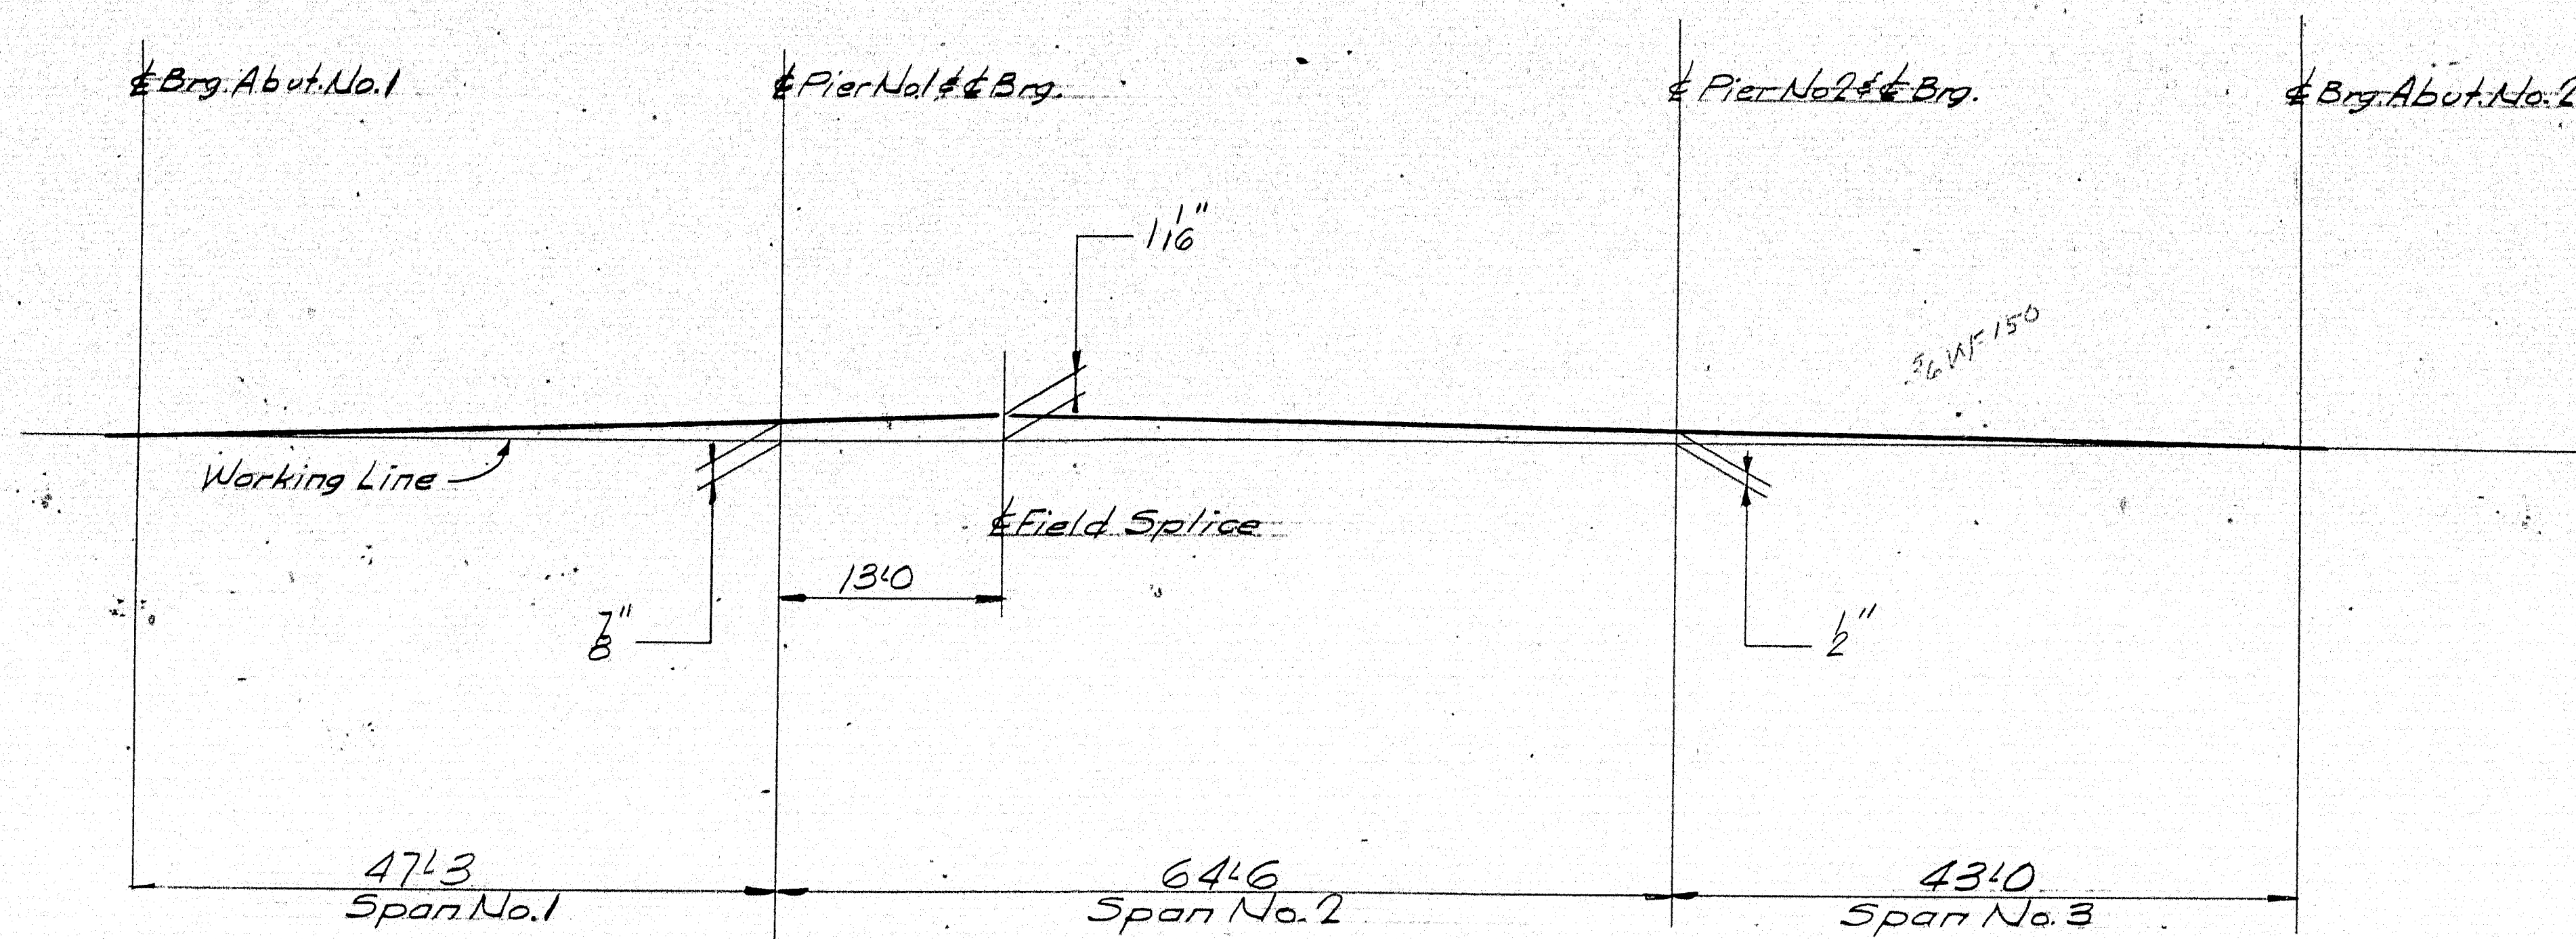 ℄ Brg. Abut. No. 1
℄ Pier No. 1 & ℄ Brg.
℄ Pier No. 2 & ℄ Brg.
℄ Brg. Abut. No. 2
1 1/16"
36 WF 150
Working Line
℄ Field Splice
13'-0
7/8"
1/2"
47'-3
64'-6
43'-0
Span No. 1
Span No. 2
Span No. 3